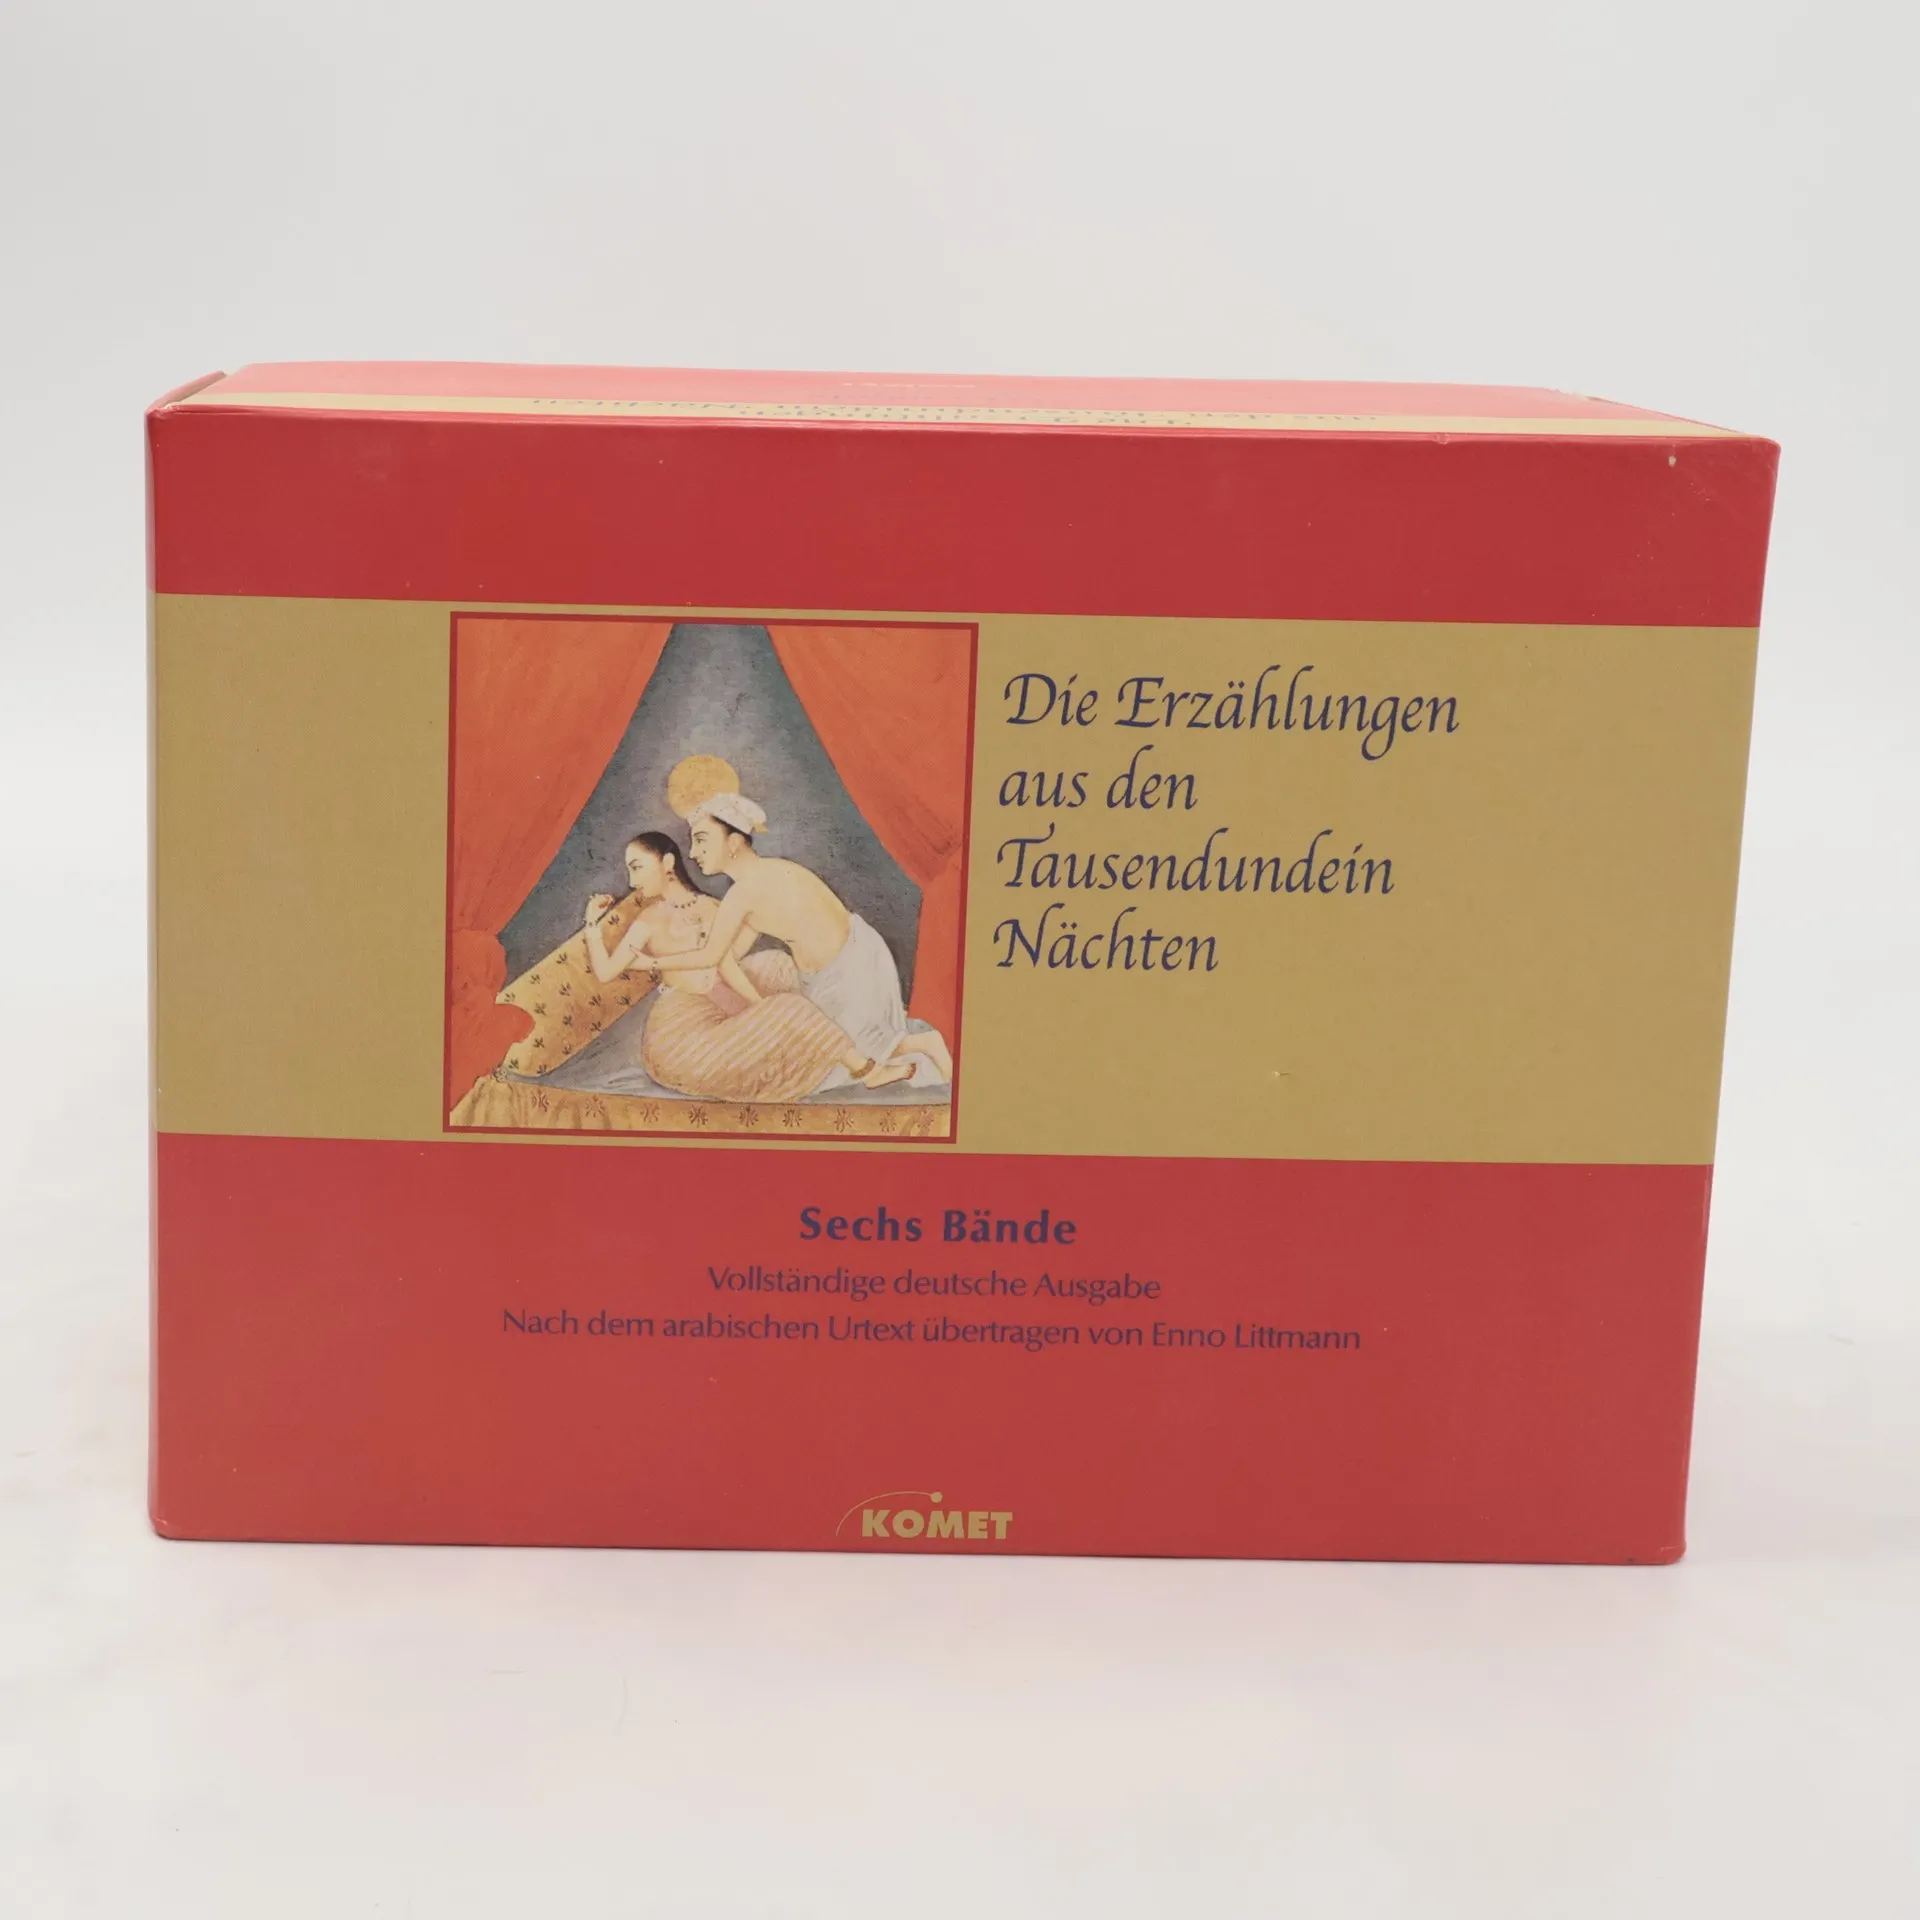 Die Erzählungen
aus den
Tausendundein
Nächten
Sechs Bände
Vollständige deutsche Ausgabe
Nach dem arabischen Urtext übertragen von Enno Littmann
KOMET